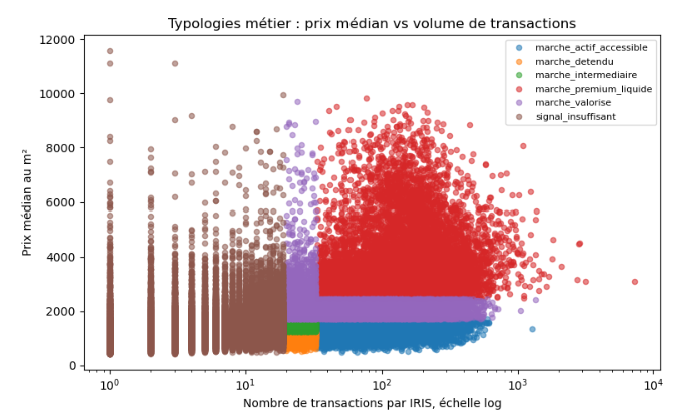 Typologies métier : prix médian vs volume de transactions
12000
10000
8000
6000
4000
2000
0
Prix médian au m²
marche_actif_accessible
marche_detendu
marche_intermediaire
marche_premium_liquide
marche_valorise
signal_insuffisant
10⁰
10¹
10²
10³
10⁴
Nombre de transactions par IRIS, échelle log